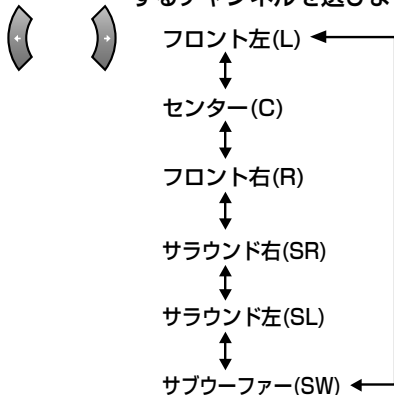 するチャンネルを選びま
フロント左(L)
センター(C)
フロント右(R)
サラウンド右(SR)
サラウンド左(SL)
サブウーファー(SW)